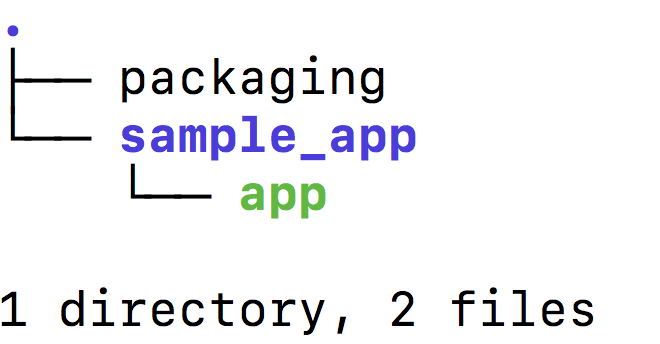 .
├── packaging
└── sample_app
    └── app
1 directory, 2 files